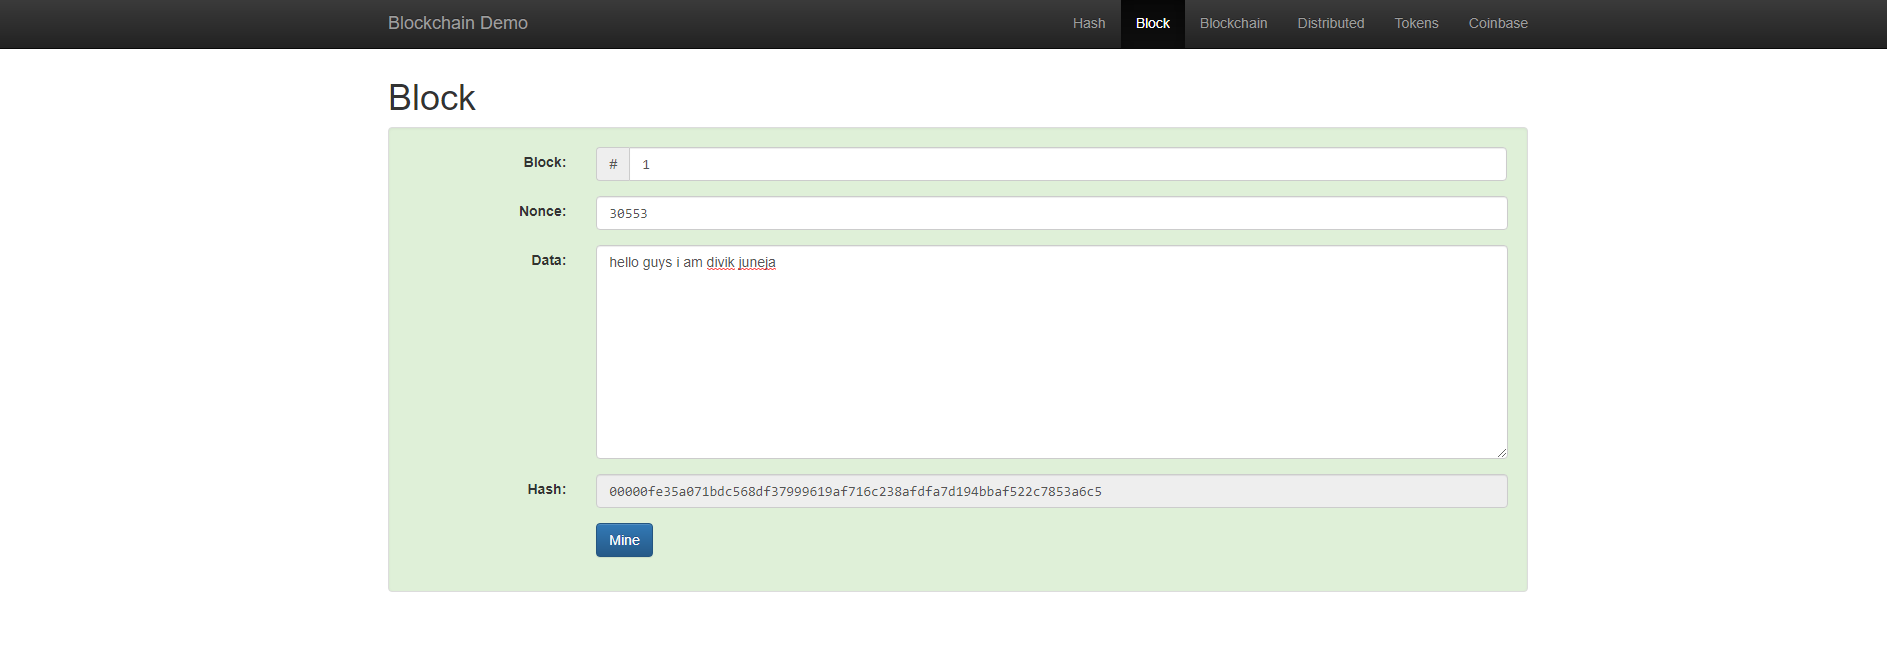 Blockchain Demo Hash Block Blockchain Distributed Tokens Coinbase
Block
Block: # 1
Nonce: 30553
Data: hello guys i am divik juneja
Hash: 00000fe35a071bdc568df37999619af716c238afdfa7d194bbaf522c7853a6c5
Mine